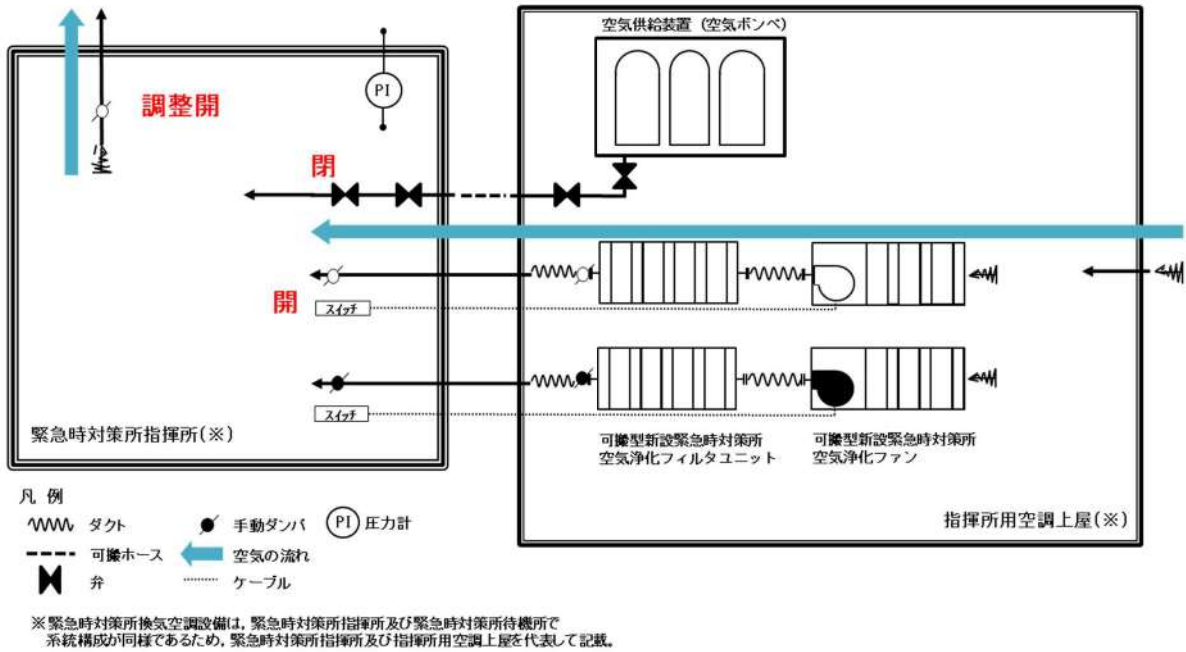 空気供給装置 (空気ボンベ)
PI
調整開
閉
開
スイッチ
スイッチ
緊急時対策所指揮所(※)
可搬型新設緊急時対策所
空気浄化フィルタユニット
可搬型新設緊急時対策所
空気浄化ファン
指揮所用空調上屋(※)
凡 例
ダクト
手動ダンパ
PI
圧力計
可搬ホース
空気の流れ
弁
ケーブル
※緊急時対策所換気空調設備は,緊急時対策所指揮所及び緊急時対策所待機所で
系統構成が同様であるため,緊急時対策所指揮所及び指揮所用空調上屋を代表して記載。